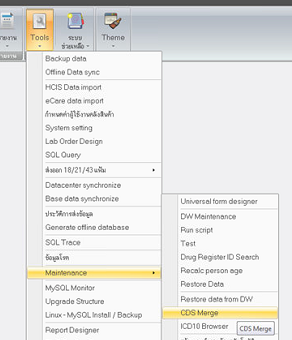 Tools
ระบบ
ช่วยเหลือ
Theme
Backup data
Offline Data sync
HCIS Data import
eCare data import
กำหนดค่าผู้ใช้งานคลังสินค้า
System setting
Lab Order Design
SQL Query
ส่งออก 18/21/43 แฟ้ม
Datacenter synchronize
Base data synchronize
ประวัติการส่งข้อมูล
Generate offline database
SQL Trace
ข้อมูลโรค
Maintenance
MySQL Monitor
Upgrade Structure
Linux - MySQL Install / Backup
Report Designer
Universal form designer
DW Maintenance
Run script
Test
Drug Register ID Search
Recalc person age
Restore Data
Restore data from DW
CDS Merge
ICD10 Browser
CDS Merge